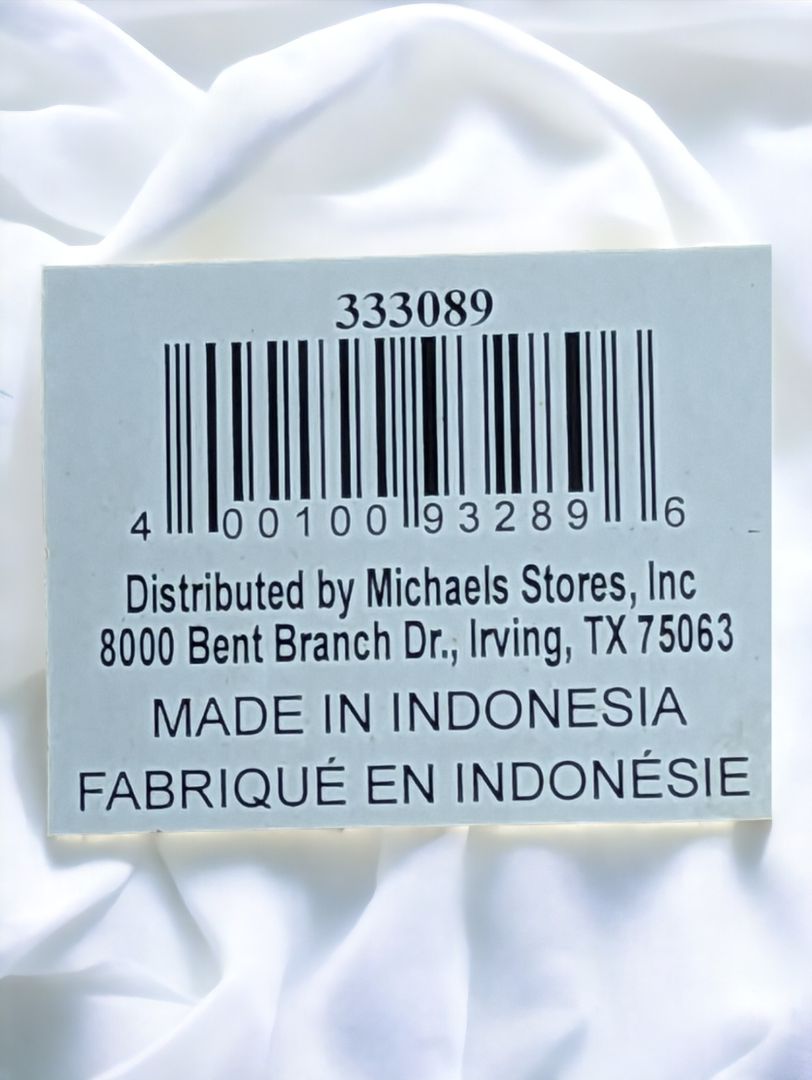 333089
4 00100 93289 6
Distributed by Michaels Stores, Inc
8000 Bent Branch Dr., Irving, TX 75063
MADE IN INDONESIA
FABRIQUÉ EN INDONÉSIE